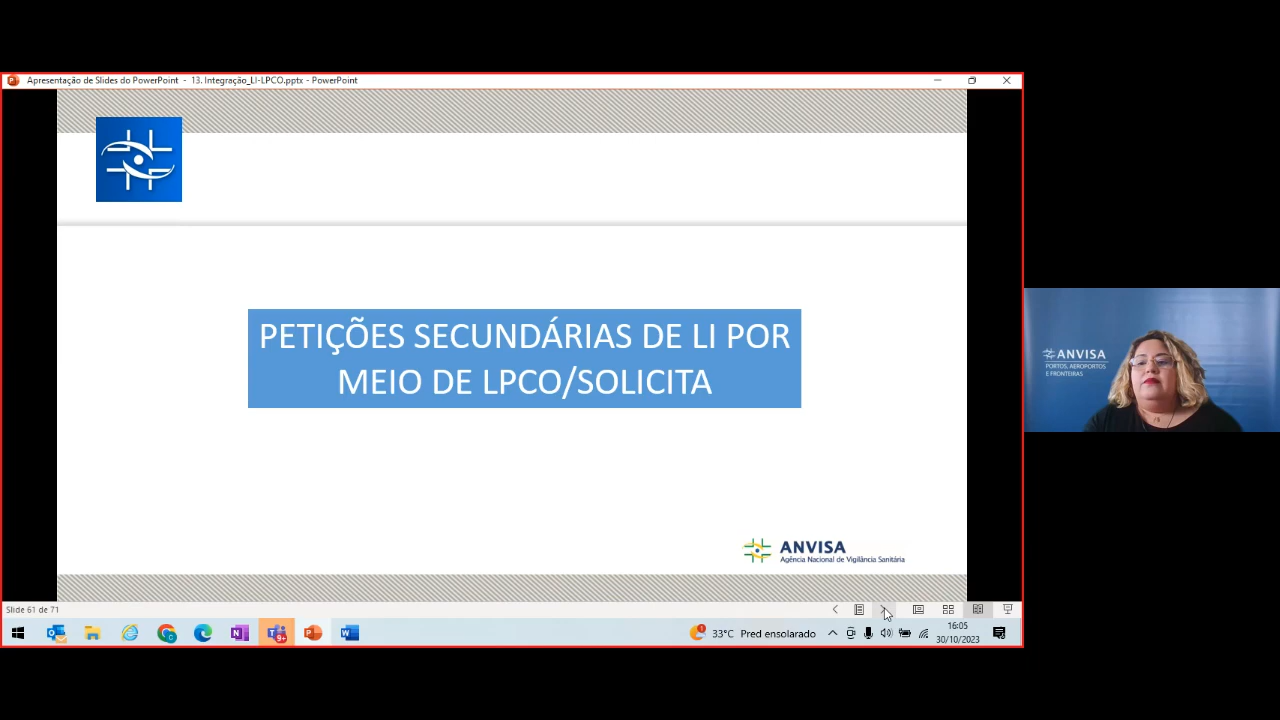 Apresentação de Slides do PowerPoint - 13. Integração_LI-LPCO.pptx - PowerPoint
PETIÇÕES SECUNDÁRIAS DE LI POR
MEIO DE LPCO/SOLICITA
ANVISA
Agência Nacional de Vigilância Sanitária
ANVISA
PORTOS, AEROPORTOS
E FRONTEIRAS
Slide 61 de 71
9+
1
33°C Pred ensolarado
16:05
30/10/2023